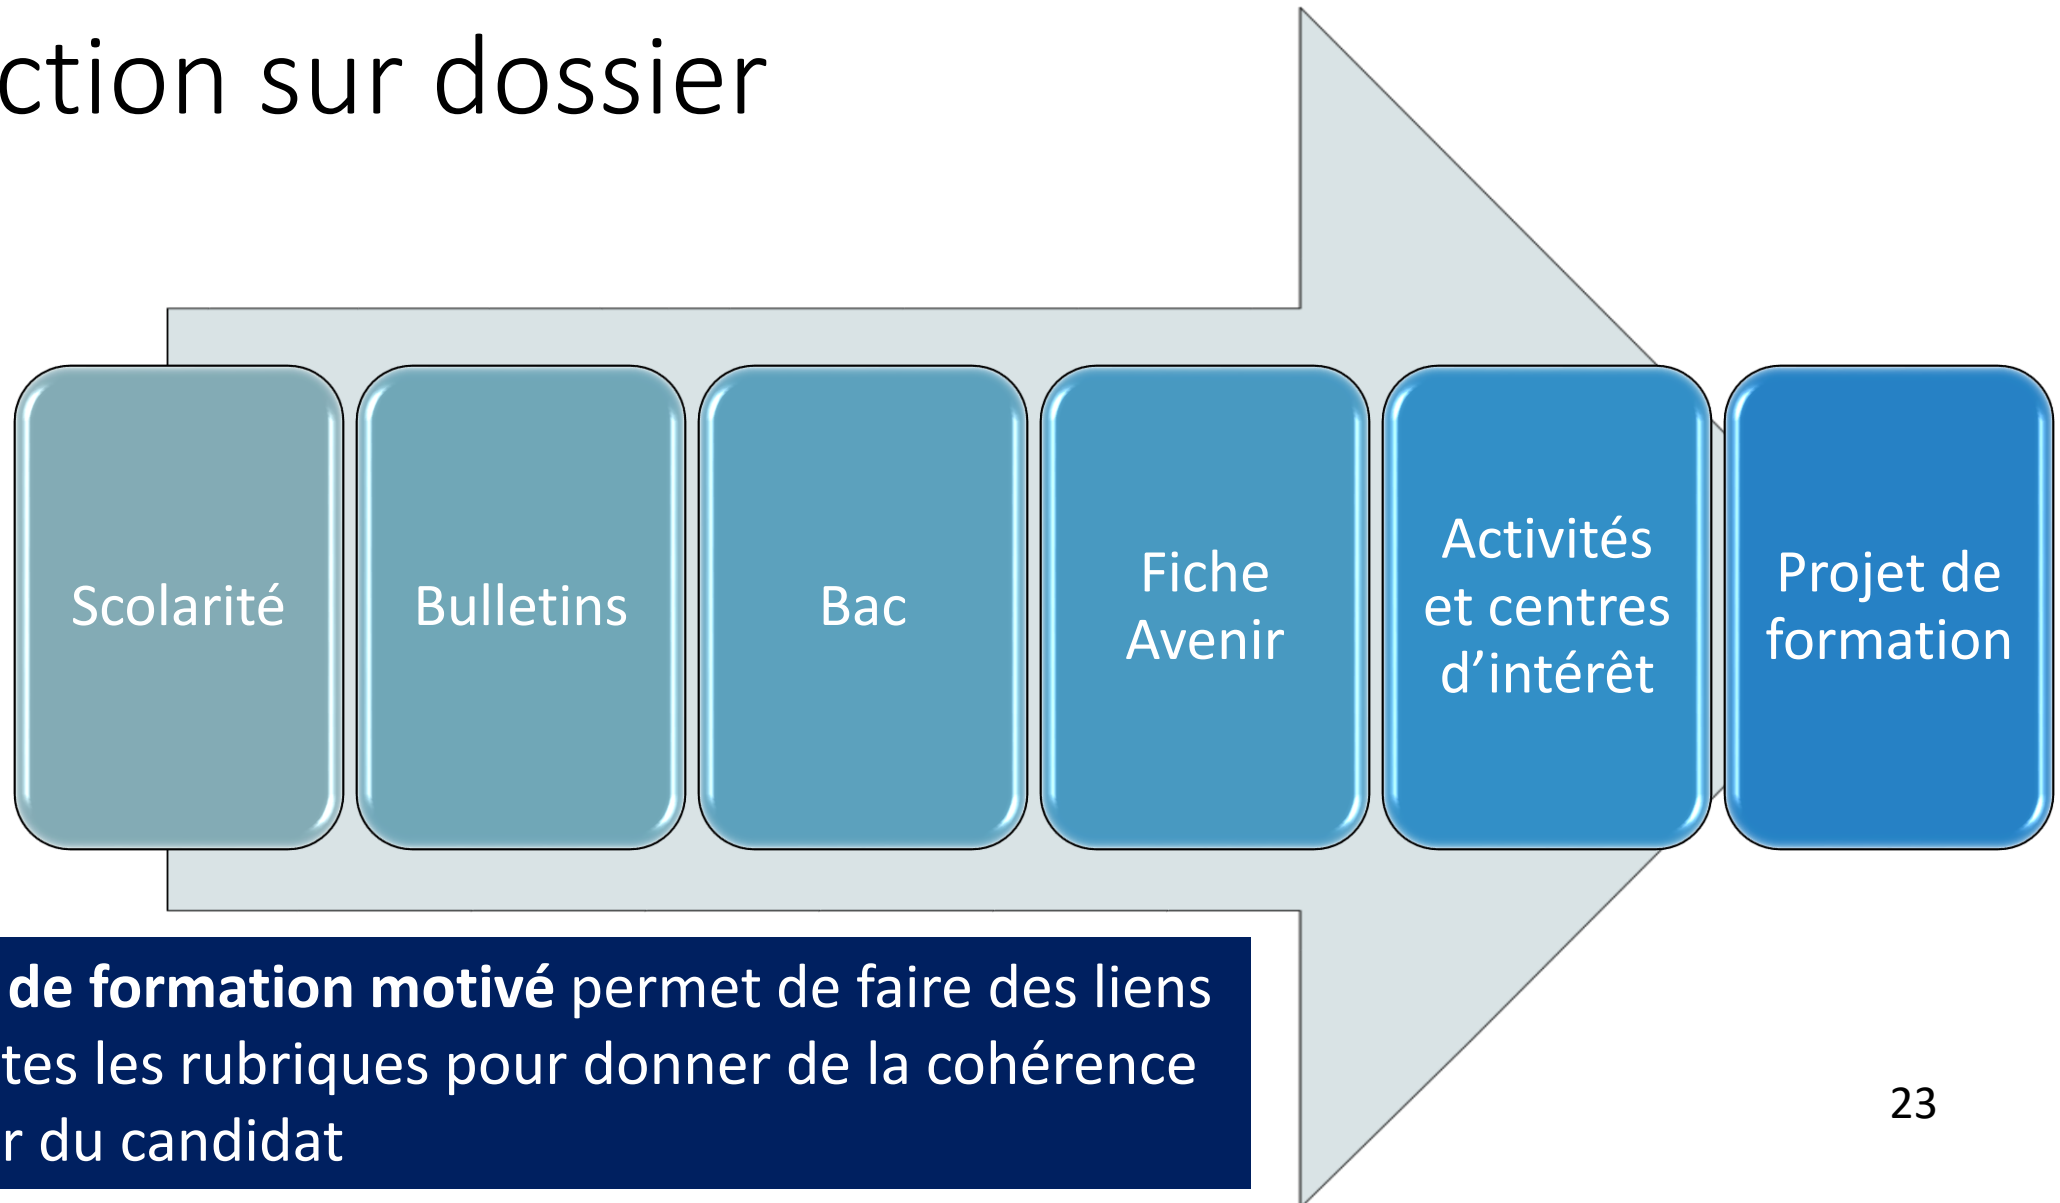 ction sur dossier
Scolarité
Bulletins
Bac
Fiche
Avenir
Activités
et centres
d’intérêt
Projet de
formation
de formation motivé permet de faire des liens
tes les rubriques pour donner de la cohérence
r du candidat
23